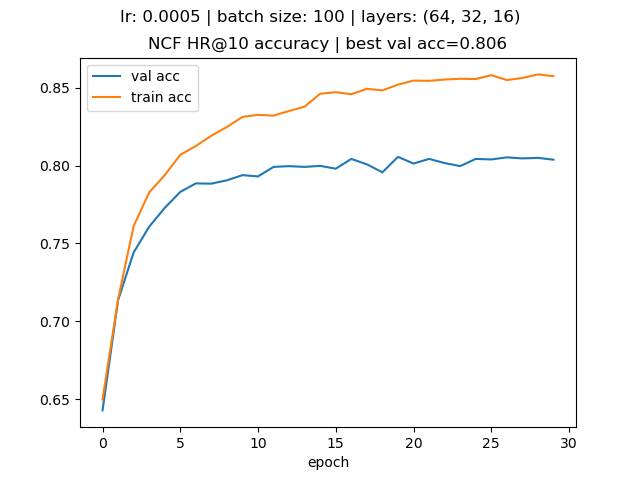 lr: 0.0005 | batch size: 100 | layers: (64, 32, 16)
NCF HR@10 accuracy | best val acc=0.806
val acc
train acc
0.85
0.80
0.75
0.70
0.65
0 5 10 15 20 25 30
epoch